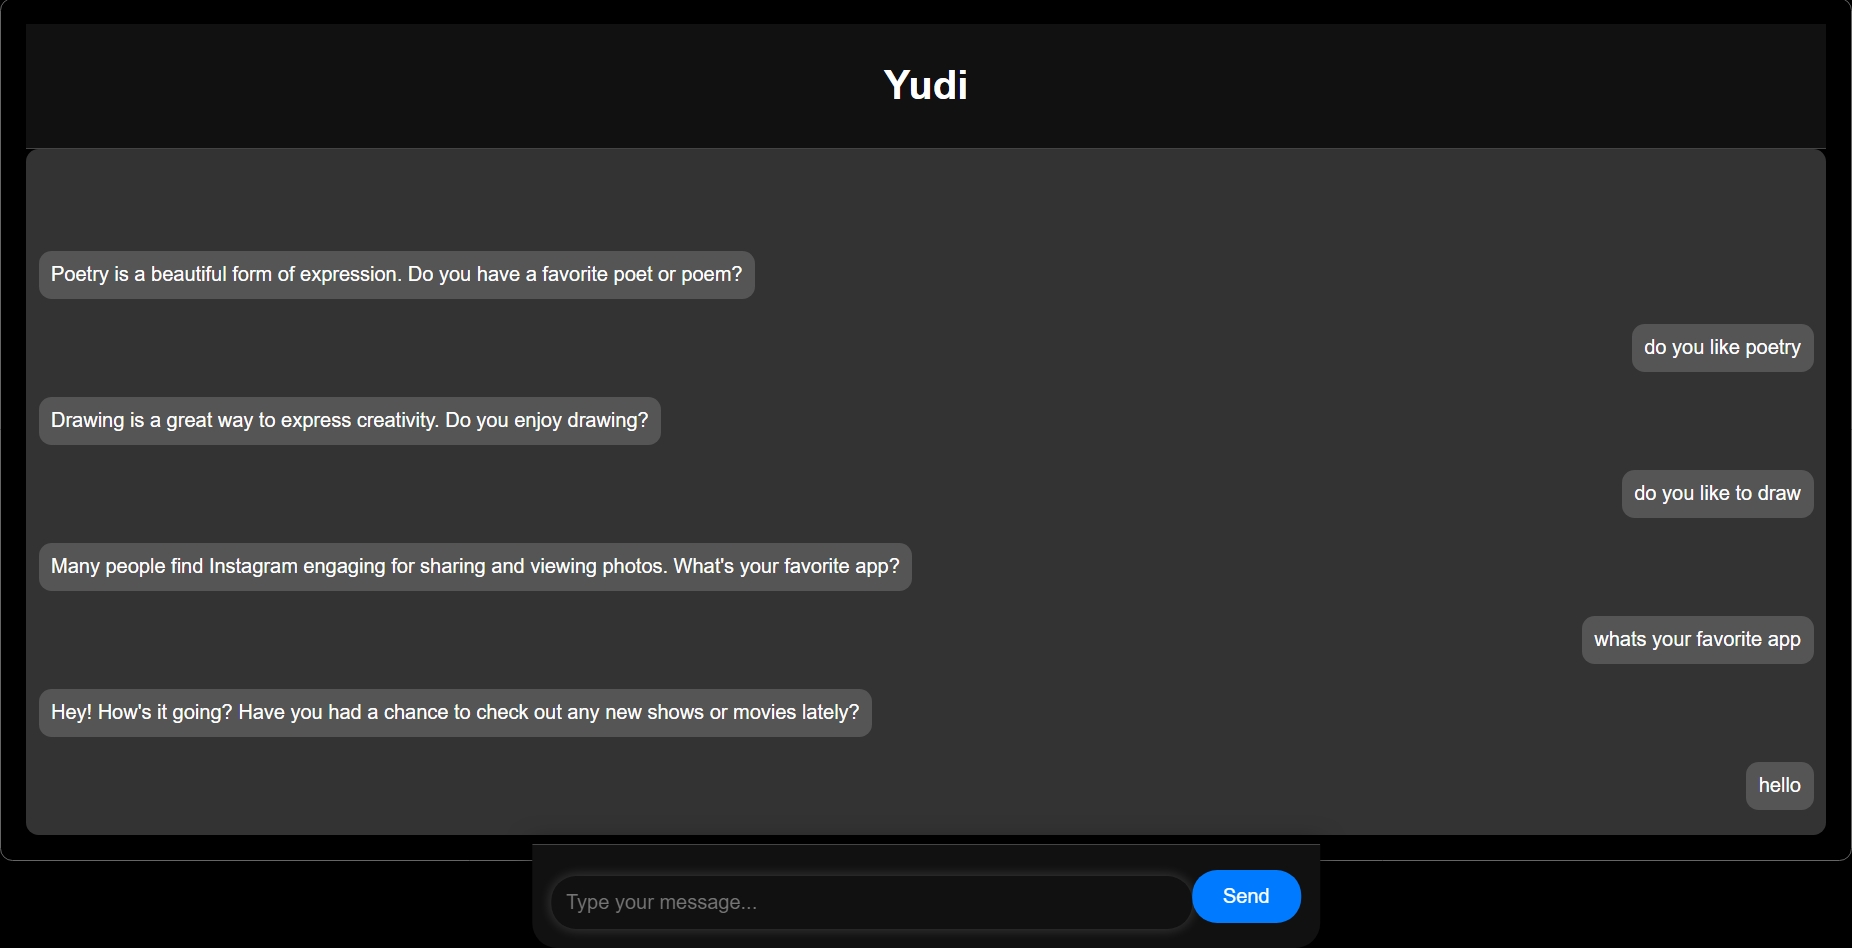 Yudi
Poetry is a beautiful form of expression. Do you have a favorite poet or poem?
do you like poetry
Drawing is a great way to express creativity. Do you enjoy drawing?
do you like to draw
Many people find Instagram engaging for sharing and viewing photos. What's your favorite app?
whats your favorite app
Hey! How's it going? Have you had a chance to check out any new shows or movies lately?
hello
Type your message...
Send